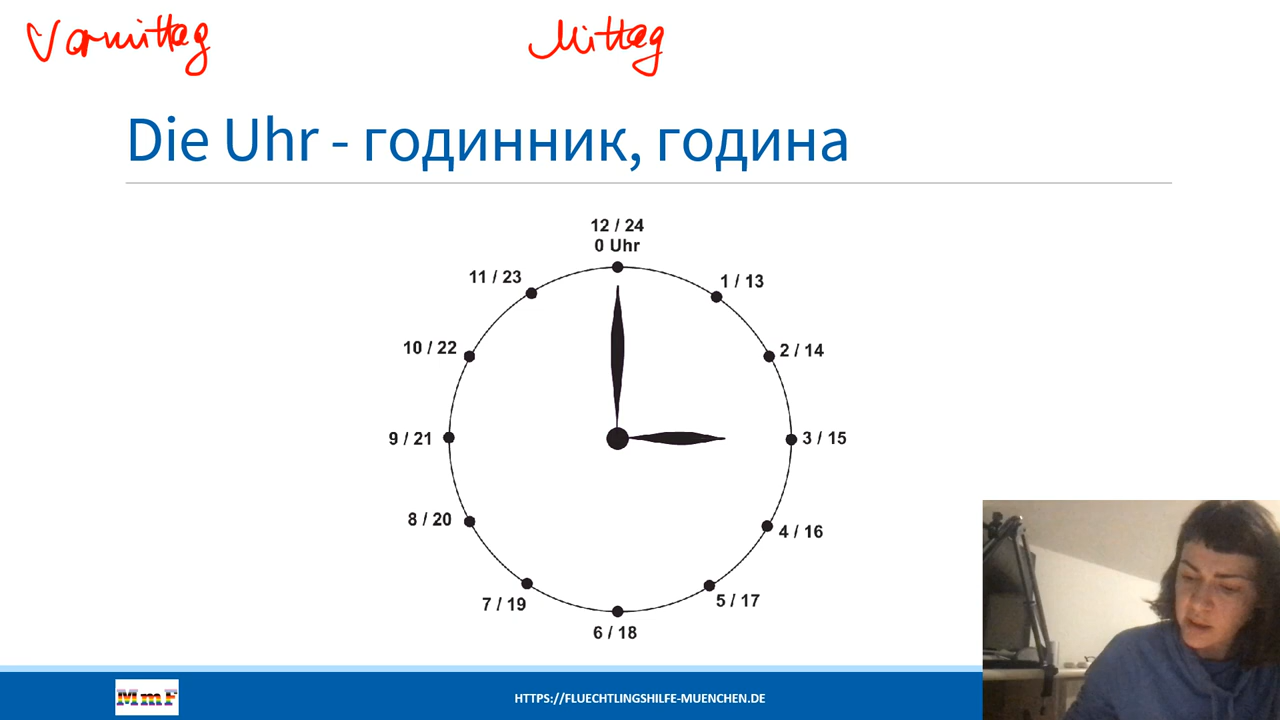 Vormittag Mittag
Die Uhr - годинник, година
12 / 24
0 Uhr
11 / 23
1 / 13
10 / 22
2 / 14
9 / 21
3 / 15
8 / 20
4 / 16
7 / 19
5 / 17
6 / 18
MmF
HTTPS://FLUECHTLINGSHILFE-MUENCHEN.DE